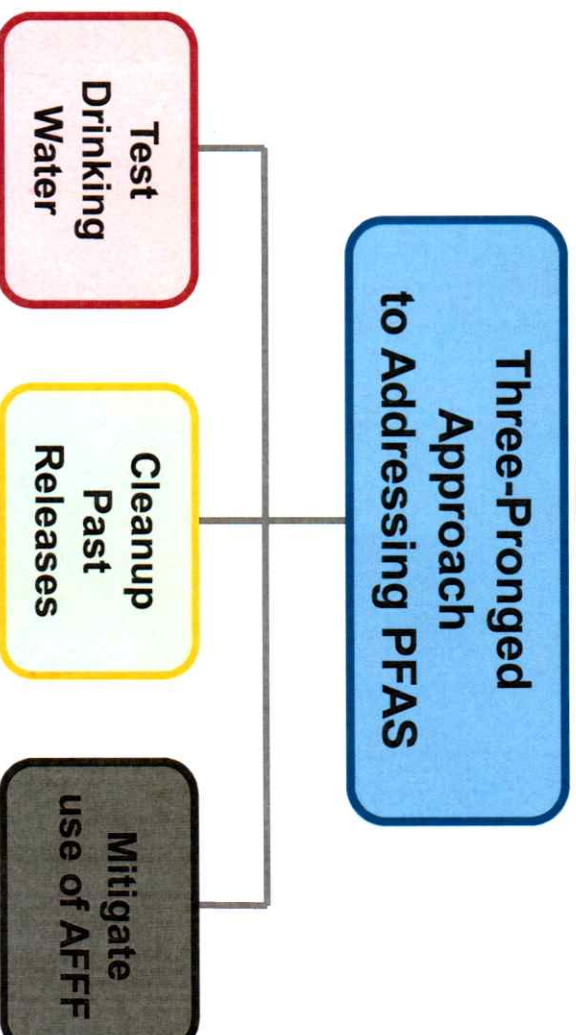 Three-Pronged
Approach
to Addressing PFAS
Test
Drinking
Water
Cleanup
Past
Releases
Mitigate
use of AFFF